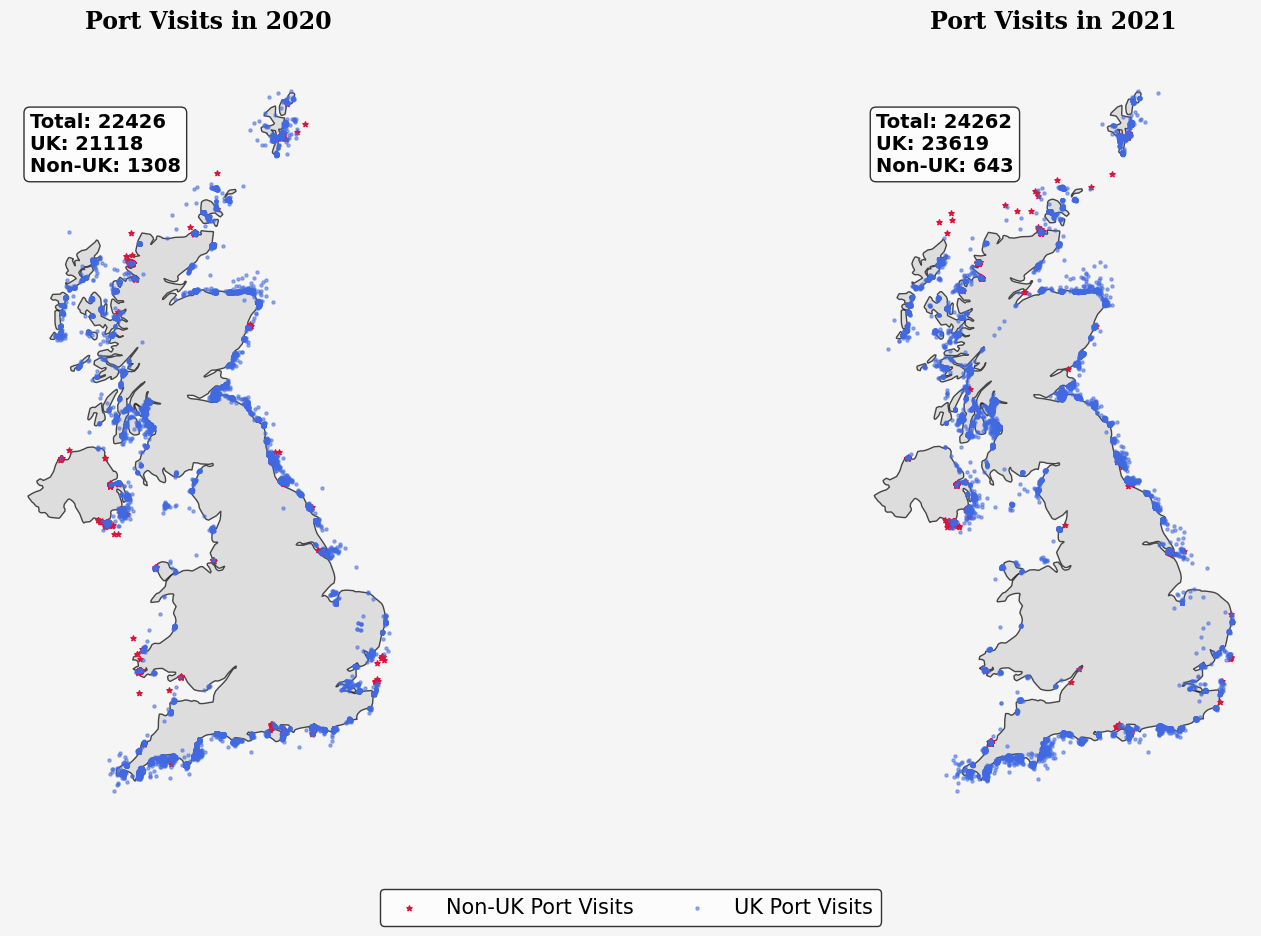 Port Visits in 2020
Port Visits in 2021
Total: 22426
UK: 21118
Non-UK: 1308
Total: 24262
UK: 23619
Non-UK: 643
Non-UK Port Visits
UK Port Visits